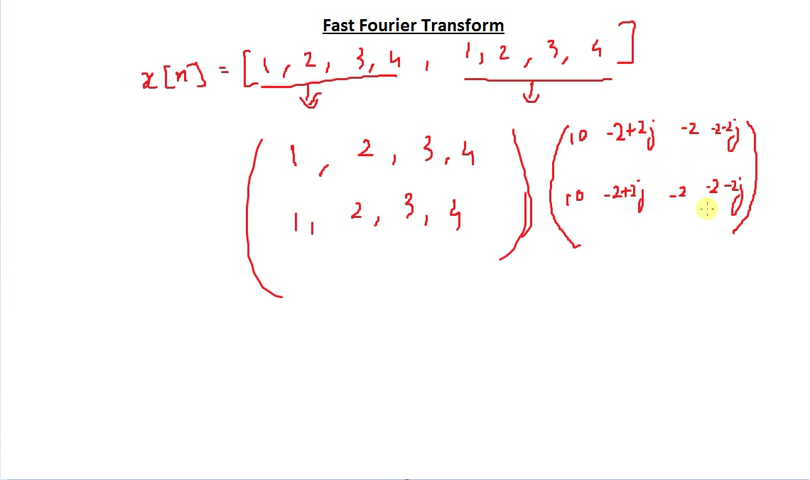 Fast Fourier Transform
x[n] = [1, 2, 3, 4, 1, 2, 3, 4]
(1, 2, 3, 4) (10 -2+2j -2 -2-2j)
1, 2, 3, 4 10 -2+2j -2 -2-2j